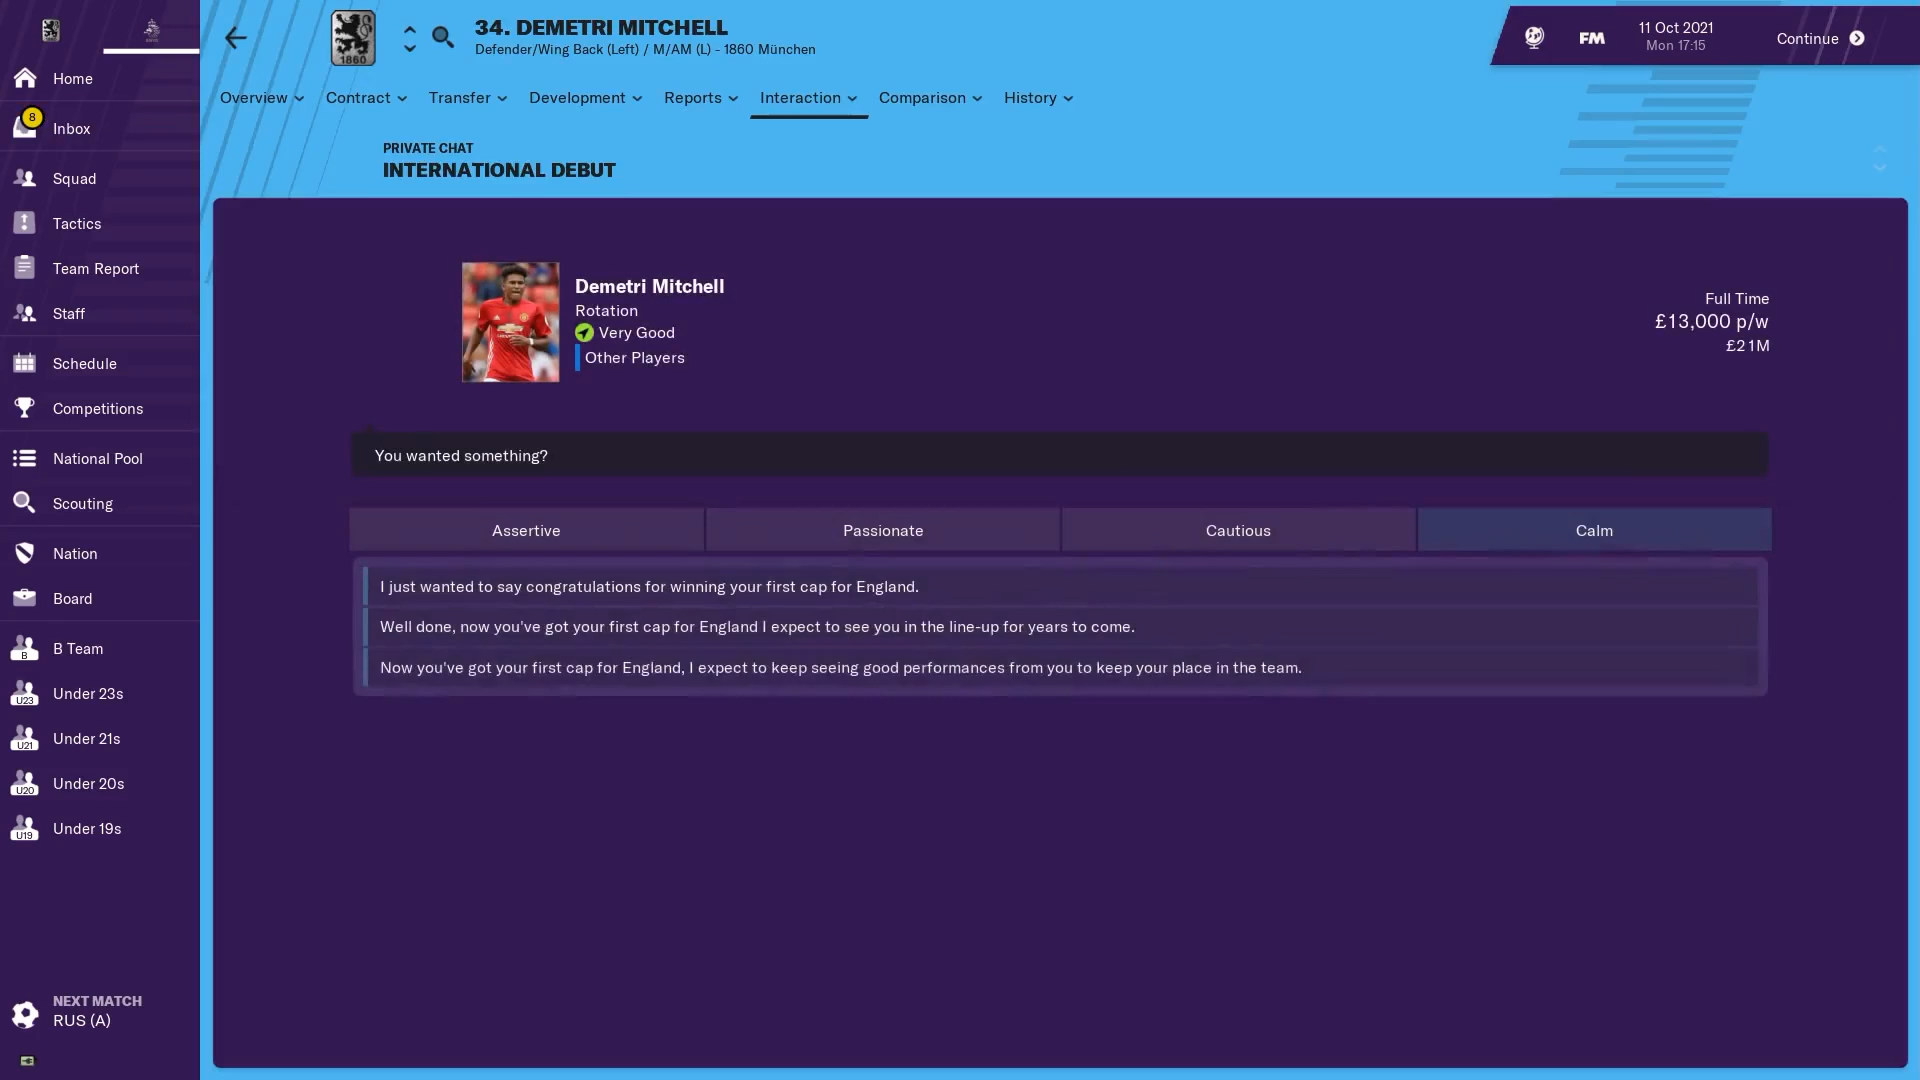 34. DEMETRI MITCHELL
Defender/Wing Back (Left) / M/AM (L) - 1860 München
1860
FM
11 Oct 2021
Mon 17:15
Continue
Overview
Contract
Transfer
Development
Reports
Interaction
Comparison
History
Home
8
Inbox
Squad
Tactics
Team Report
Staff
Schedule
Competitions
National Pool
Scouting
Nation
Board
B
B Team
U23
Under 23s
U21
Under 21s
U20
Under 20s
U19
Under 19s
NEXT MATCH
RUS (A)
PRIVATE CHAT
INTERNATIONAL DEBUT
Demetri Mitchell
Rotation
Very Good
Other Players
Full Time
£13,000 p/w
£21M
You wanted something?
Assertive
Passionate
Cautious
Calm
I just wanted to say congratulations for winning your first cap for England.
Well done, now you've got your first cap for England I expect to see you in the line-up for years to come.
Now you've got your first cap for England, I expect to keep seeing good performances from you to keep your place in the team.